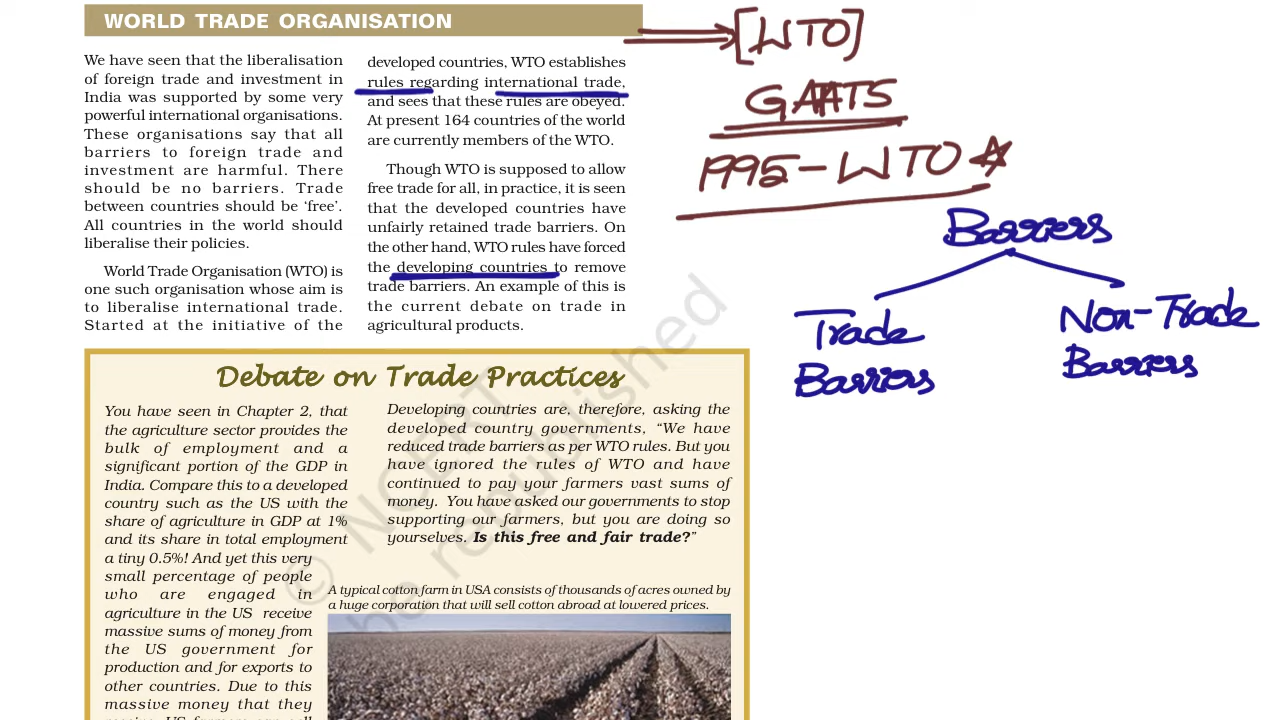 WORLD TRADE ORGANISATION
We have seen that the liberalisation
of foreign trade and investment in
India was supported by some very
powerful international organisations.
These organisations say that all
barriers to foreign trade and
investment are harmful. There
should be no barriers. Trade
between countries should be ‘free’.
All countries in the world should
liberalise their policies.
World Trade Organisation (WTO) is
one such organisation whose aim is
to liberalise international trade.
Started at the initiative of the
developed countries, WTO establishes
rules regarding international trade,
and sees that these rules are obeyed.
At present 164 countries of the world
are currently members of the WTO.
Though WTO is supposed to allow
free trade for all, in practice, it is seen
that the developed countries have
unfairly retained trade barriers. On
the other hand, WTO rules have forced
the developing countries to remove
trade barriers. An example of this is
the current debate on trade in
agricultural products.
[WTO]
1995 – WTO
Barriers
Trade
Barriers
Non-Trade
Barriers
Debate on Trade Practices
You have seen in Chapter 2, that
the agriculture sector provides the
bulk of employment and a
significant portion of the GDP in
India. Compare this to a developed
country such as the US with the
share of agriculture in GDP at 1%
and its share in total employment
a tiny 0.5%! And yet this very
small percentage of people
who are engaged in
agriculture in the US receive
massive sums of money from
the US government for
production and for exports to
other countries. Due to this
massive money that they
Developing countries are, therefore, asking the
developed country governments, “We have
reduced trade barriers as per WTO rules. But you
have ignored the rules of WTO and have
continued to pay your farmers vast sums of
money. You have asked our governments to stop
supporting our farmers, but you are doing so
yourselves. Is this free and fair trade?”
A typical cotton farm in USA consists of thousands of acres owned by
a huge corporation that will sell cotton abroad at lowered prices.
© NCERT
be republished